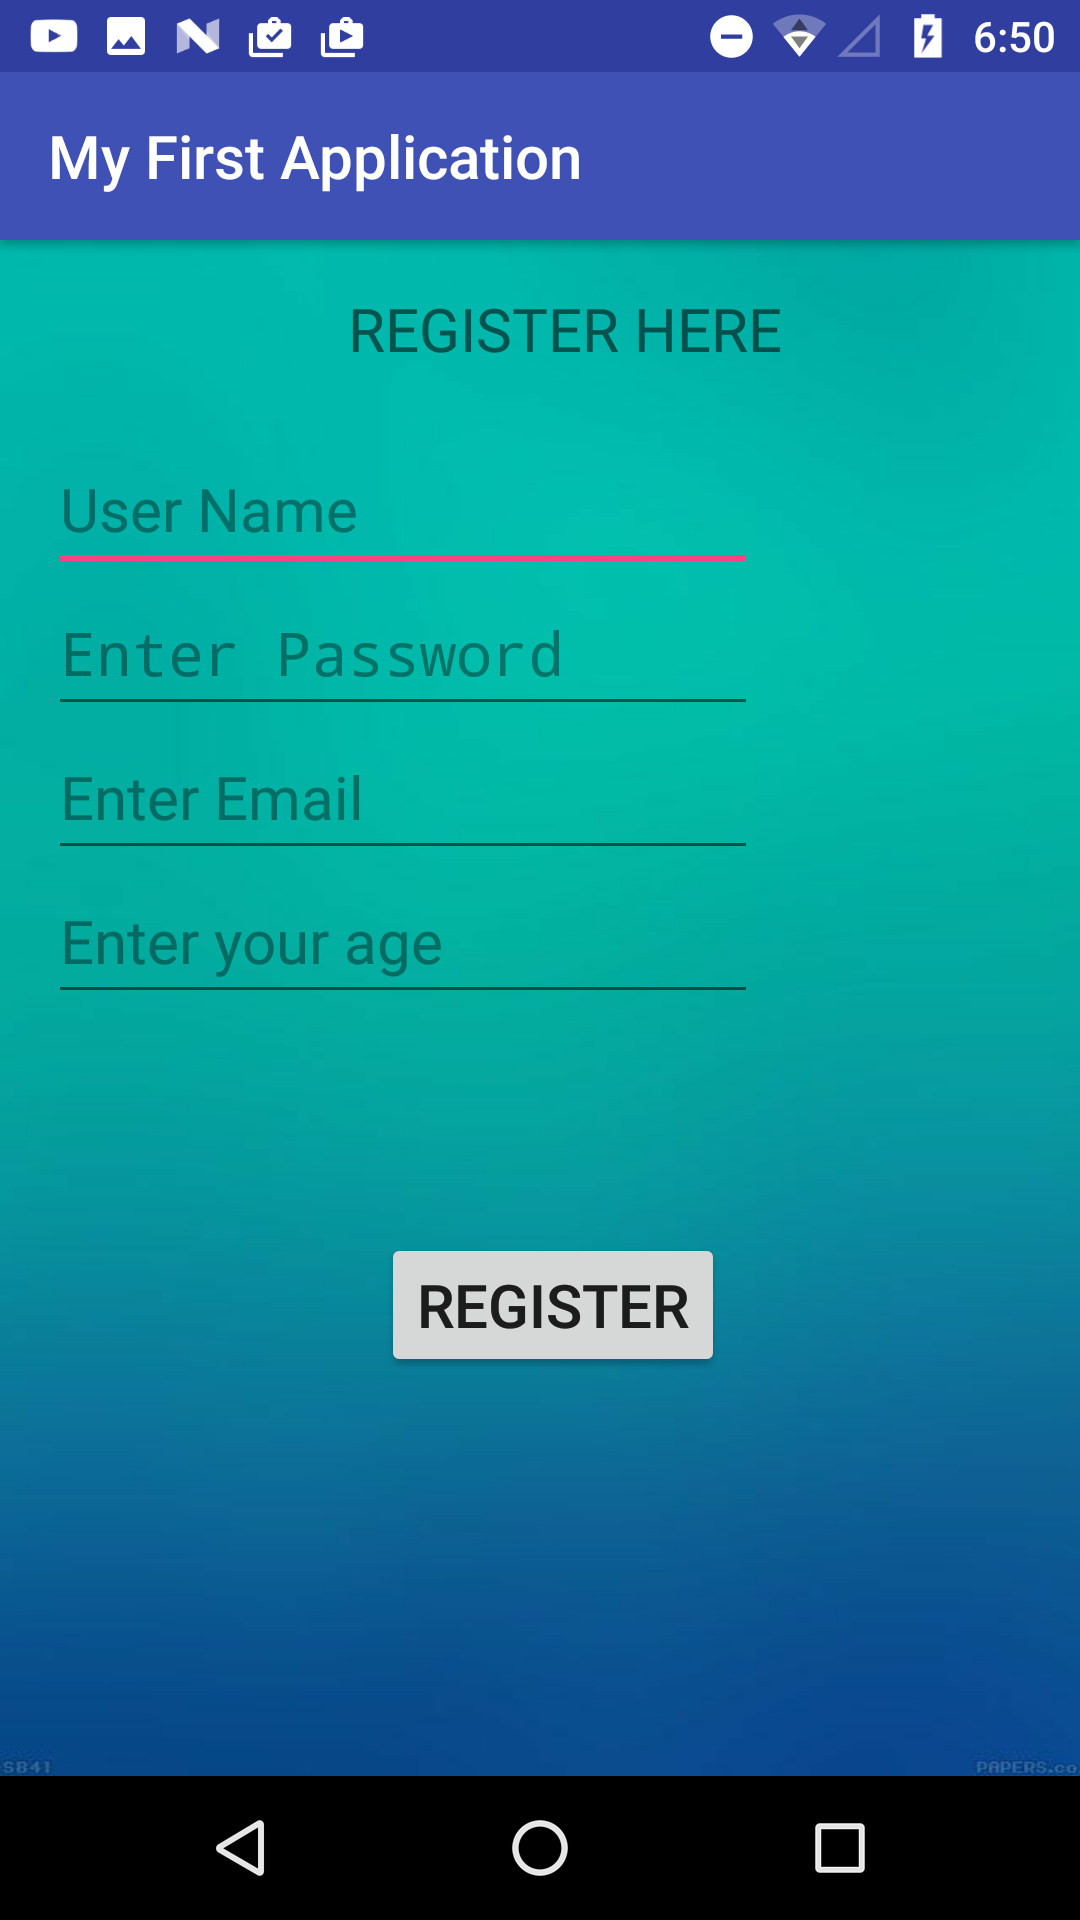 6:50
My First Application
REGISTER HERE
User Name
Enter Password
Enter Email
Enter your age
REGISTER
SB41
PAPERS.co